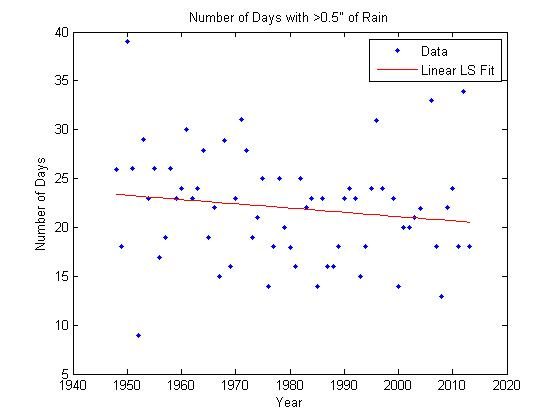 Number of Days with >0.5" of Rain
40
35
30
25
20
15
10
5
Number of Days
Data
Linear LS Fit
1940 1950 1960 1970 1980 1990 2000 2010 2020
Year